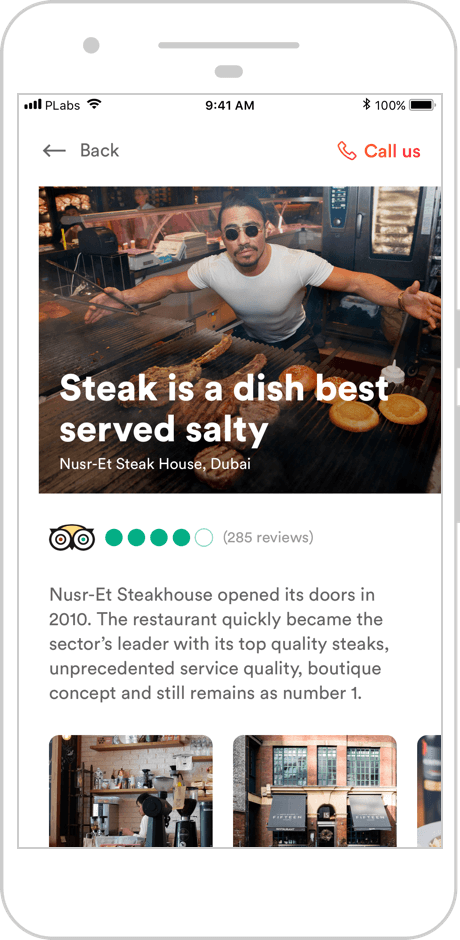 PLabs
9:41 AM
100%
Back
Call us
Steak is a dish best
served salty
Nusr-Et Steak House, Dubai
(285 reviews)
Nusr-Et Steakhouse opened its doors in
2010. The restaurant quickly became the
sector’s leader with its top quality steaks,
unprecedented service quality, boutique
concept and still remains as number 1.
FIFTEEN
FIFTEEN